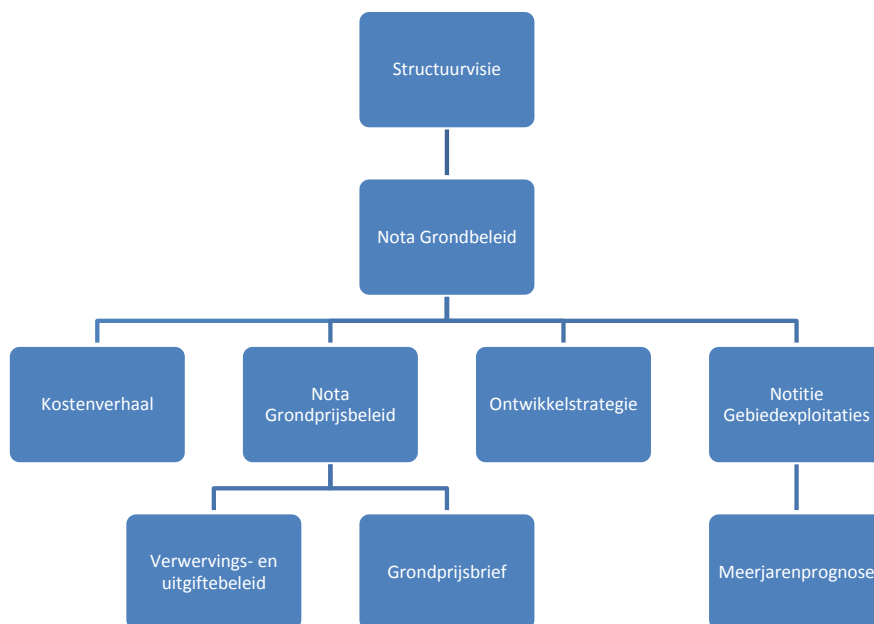 Structuurvisie
Nota Grondbeleid
Kostenverhaal
Nota
Grondprijsbeleid
Ontwikkelstrategie
Notitie
Gebiedexploitaties
Verwervings- en
uitgiftebeleid
Grondprijsbrief
Meerjarenprognose